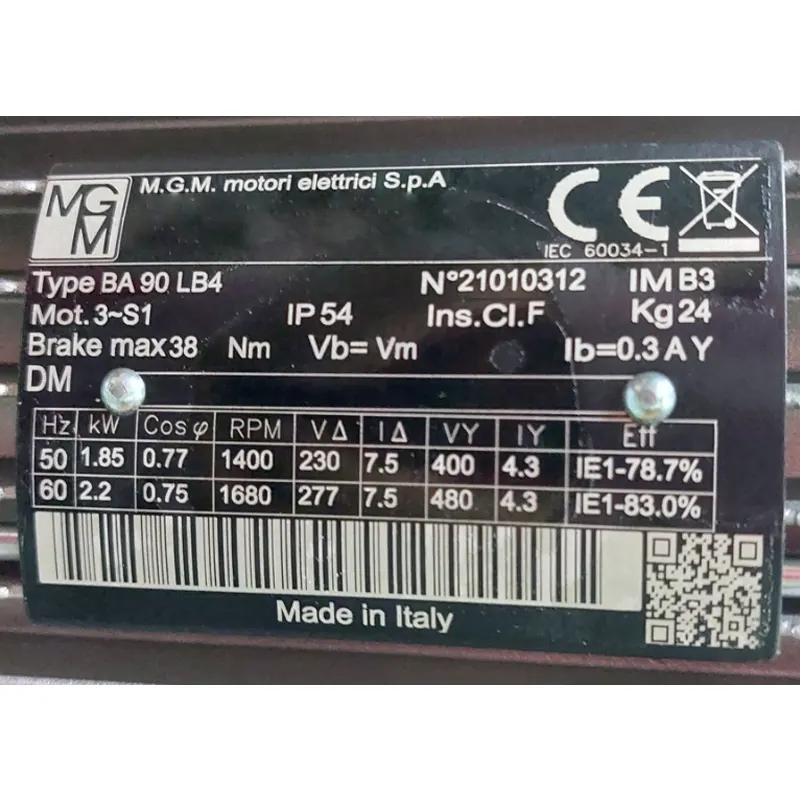 MGM
M.G.M. motori elettrici S.p.A
CE
IEC 60034-1
Type BA 90 LB4 N°21010312 IM B3
Mot. 3~S1 IP 54 Ins.Cl.F Kg 24
Brake max 38 Nm Vb= Vm Ib=0.3 A Y
DM
Hz kW Cos φ RPM V Δ I Δ VY IY Eff
50 1.85 0.77 1400 230 7.5 400 4.3 IE1-78.7%
60 2.2 0.75 1680 277 7.5 480 4.3 IE1-83.0%
Made in Italy